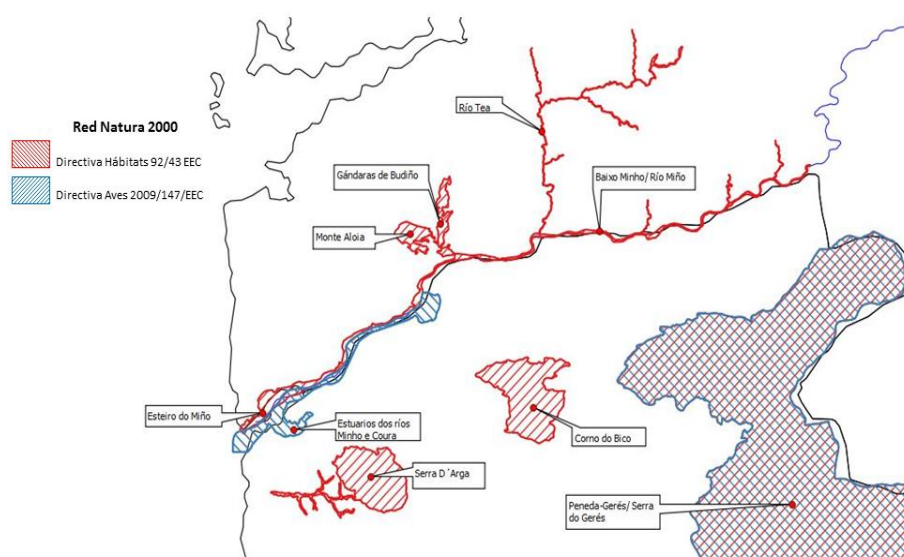 Red Natura 2000
Directiva Hábitats 92/43 EEC
Directiva Aves 2009/147/EEC
Río Tea
Gándaras de Budiño
Baixo Minho/ Río Miño
Monte Aloia
Esteiro do Miño
Estuarios dos ríos
Minho e Coura
Corno do Bico
Serra D´Arga
Peneda-Gerés/ Serra
do Gerés